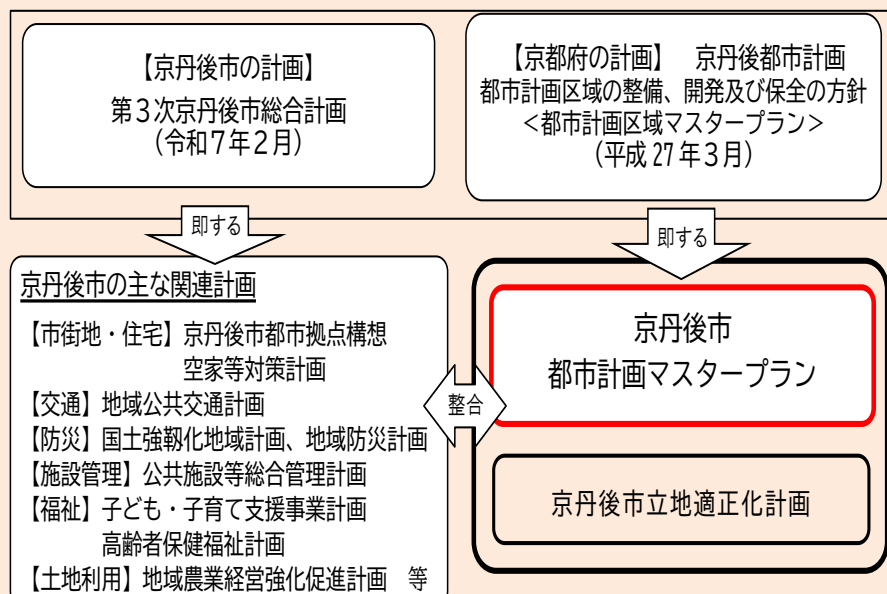 【京丹後市の計画】
第3次京丹後市総合計画
(令和7年2月)
【京都府の計画】　京丹後都市計画
都市計画区域の整備、開発及び保全の方針
<都市計画区域マスタープラン>
(平成27年3月)
即する
即する
京丹後市の主な関連計画
【市街地・住宅】京丹後市都市拠点構想
空家等対策計画
【交通】地域公共交通計画
【防災】国土強靱化地域計画、地域防災計画
【施設管理】公共施設等総合管理計画
【福祉】子ども・子育て支援事業計画
高齢者保健福祉計画
【土地利用】地域農業経営強化促進計画　等
整合
京丹後市
都市計画マスタープラン
京丹後市立地適正化計画